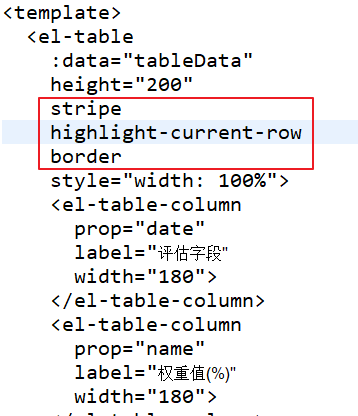 <template>
<el-table
:data="tableData"
height="200"
stripe
highlight-current-row
border
style="width: 100%">
<el-table-column
prop="date"
label="评估字段"
width="180">
</el-table-column>
<el-table-column
prop="name"
label="权重值(%)"
width="180">